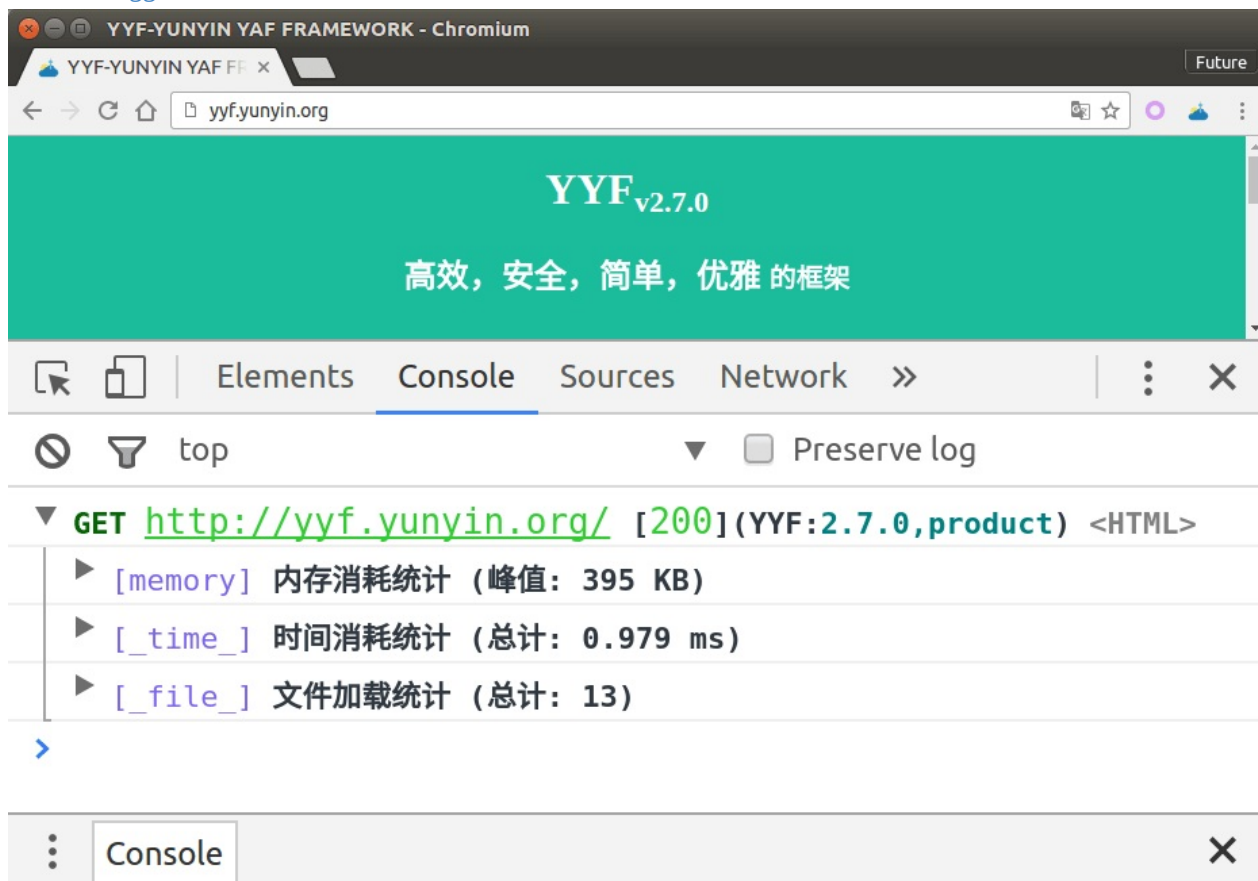 YYF-YUNYIN YAF FRAMEWORK - Chromium
YYF-YUNYIN YAF FR
Future
yyf.yunyin.org
YYFv2.7.0
高效，安全，简单，优雅 的框架
Elements Console Sources Network »
top Preserve log
GET http://yyf.yunyin.org/ [200](YYF:2.7.0,product) <HTML>
[memory] 内存消耗统计 (峰值: 395 KB)
[_time_] 时间消耗统计 (总计: 0.979 ms)
[_file_] 文件加载统计 (总计: 13)
Console